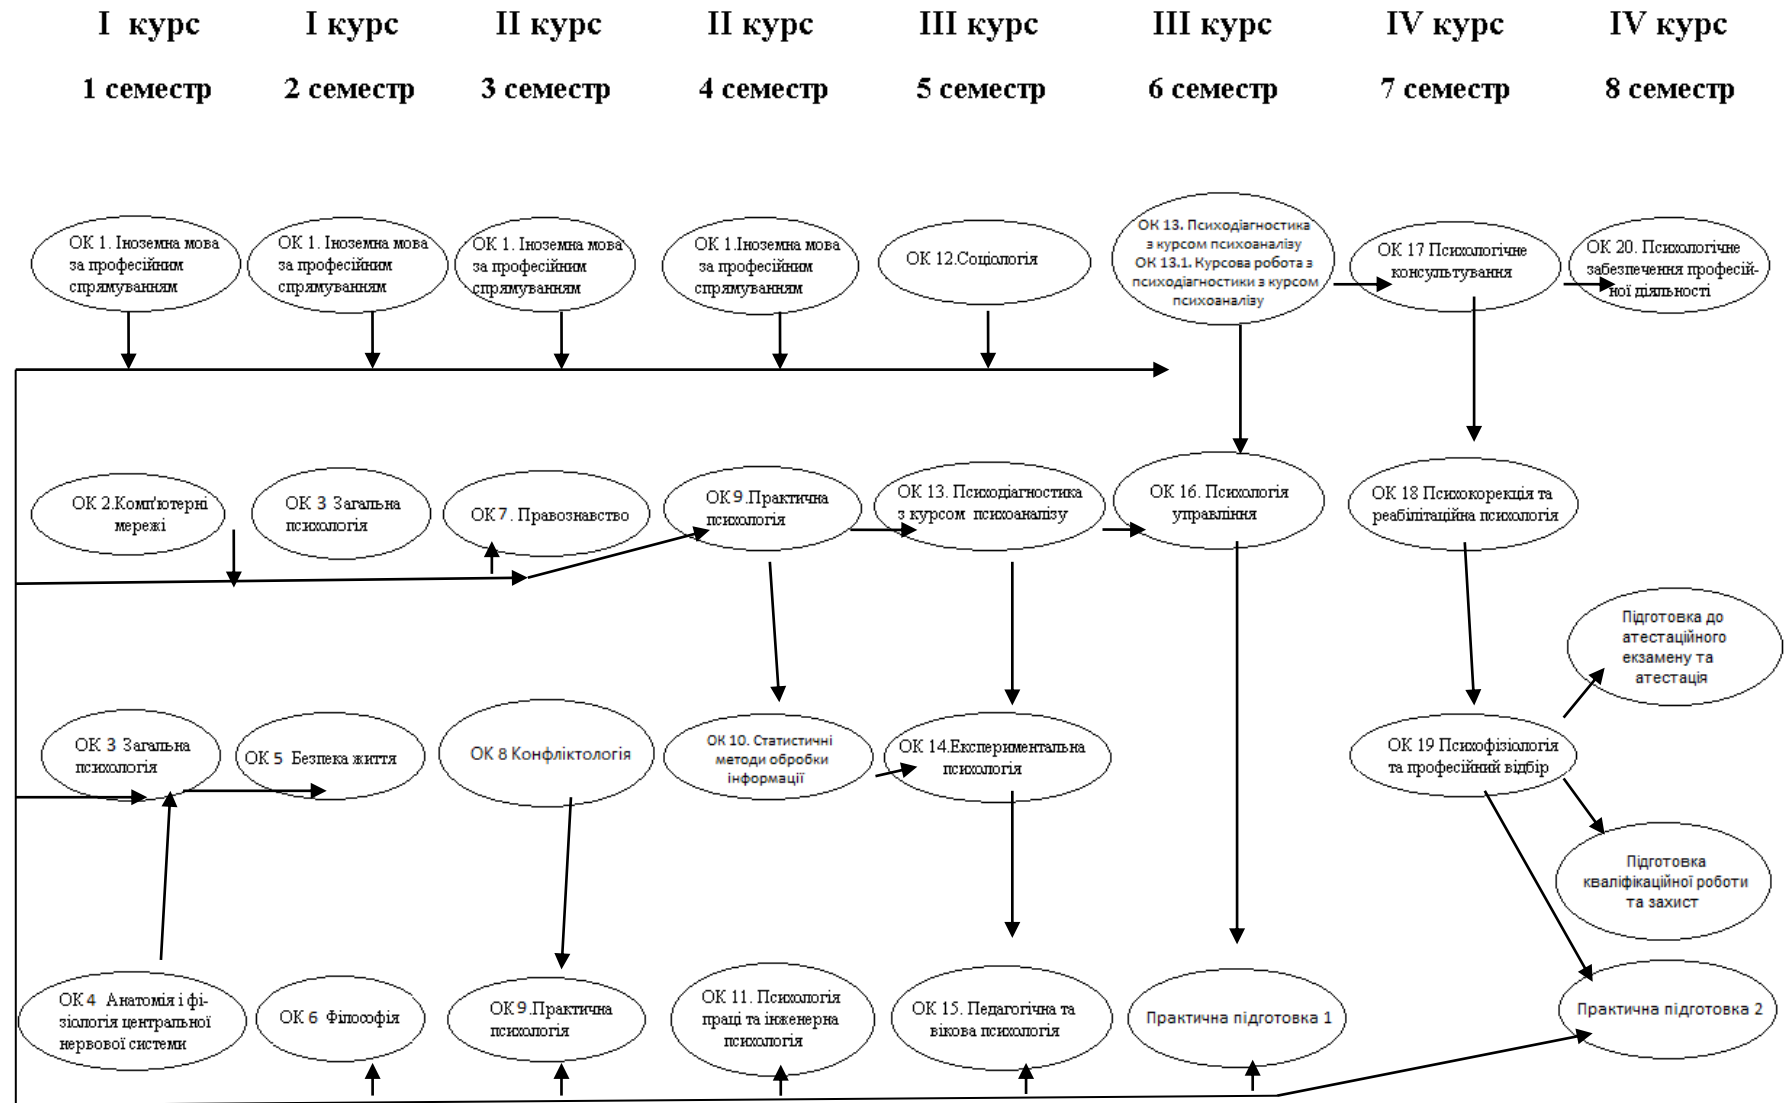 I курс I курс II курс II курс III курс III курс IV курс IV курс
1 семестр 2 семестр 3 семестр 4 семестр 5 семестр 6 семестр 7 семестр 8 семестр
ОК 1. Іноземна мова
за професійним
спрямуванням
ОК 1. Іноземна мова
за професійним
спрямуванням
ОК 1. Іноземна мова
за професійним
спрямуванням
ОК 1.Іноземна мова
за професійним
спрямуванням
ОК 12.Соціологія
ОК 13. Психодіагностика
з курсом психоаналізу
ОК 13.1. Курсова робота з
психодіагностики з курсом
психоаналізу
ОК 17 Психологічне
консультування
ОК 20. Психологічне
забезпечення професій-
ної діяльності
ОК 2.Комп'ютерні
мережі
ОК 3 Загальна
психологія
ОК 7. Правознавство
ОК 9.Практична
психологія
ОК 13. Психодіагностика
з курсом психоаналізу
ОК 16. Психологія
управління
ОК 18 Психокорекція та
реабілітаційна психологія
Підготовка до
атестаційного
екзамену та
атестація
ОК 3 Загальна
психологія
ОК 5 Безпека життя
ОК 8 Конфліктологія
ОК 10. Статистичні
методи обробки
інформації
ОК 14.Експериментальна
психологія
ОК 19 Психофізіологія
та професійний відбір
Підготовка
кваліфікаційної роботи
та захист
ОК 4 Анатомія і фі-
зіологія центральної
нервової системи
ОК 6 Філософія
ОК 9.Практична
психологія
ОК 11. Психологія
праці та інженерна
психологія
ОК 15. Педагогічна та
вікова психологія
Практична підготовка 1
Практична підготовка 2